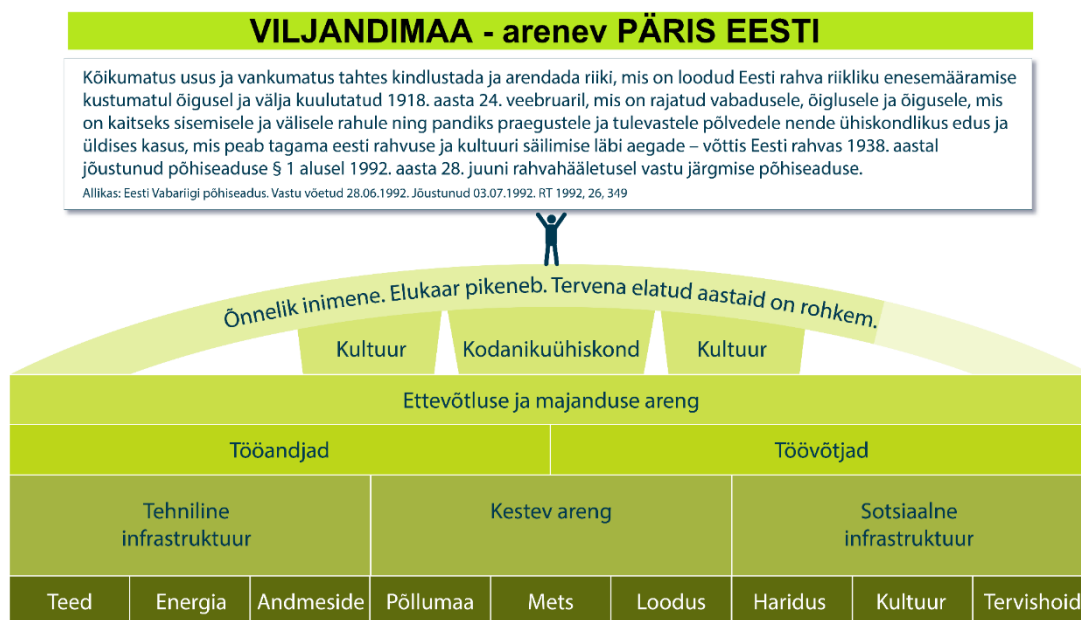 VILJANDIMAA - arenev PÄRIS EESTI
Kõikumatus usus ja vankumatus tahtes kindlustada ja arendada riiki, mis on loodud Eesti rahva riikliku enesemääramise
kustumatul õigusel ja välja kuulutatud 1918. aasta 24. veebruaril, mis on rajatud vabadusele, õiglusele ja õigusele, mis
on kaitseks sisemisele ja välisele rahule ning pandiks praegustele ja tulevastele põlvedele nende ühiskondlikus edus ja
üldises kasus, mis peab tagama eesti rahvuse ja kultuuri säilimise läbi aegade – võttis Eesti rahvas 1938. aastal
jõustunud põhiseaduse § 1 alusel 1992. aasta 28. juuni rahvahääletusel vastu järgmise põhiseaduse.
Allikas: Eesti Vabariigi põhiseadus. Vastu võetud 28.06.1992. Jõustunud 03.07.1992. RT 1992, 26, 349
Õnnelik inimene. Elukaar pikeneb. Tervena elatud aastaid on rohkem.
Kultuur Kodanikuühiskond Kultuur
Ettevõtluse ja majanduse areng
Tööandjad Töövõtjad
Tehniline
infrastruktuur
Kestev areng
Sotsiaalne
infrastruktuur
Teed Energia Andmeside Põllumaa Mets Loodus Haridus Kultuur Tervishoid